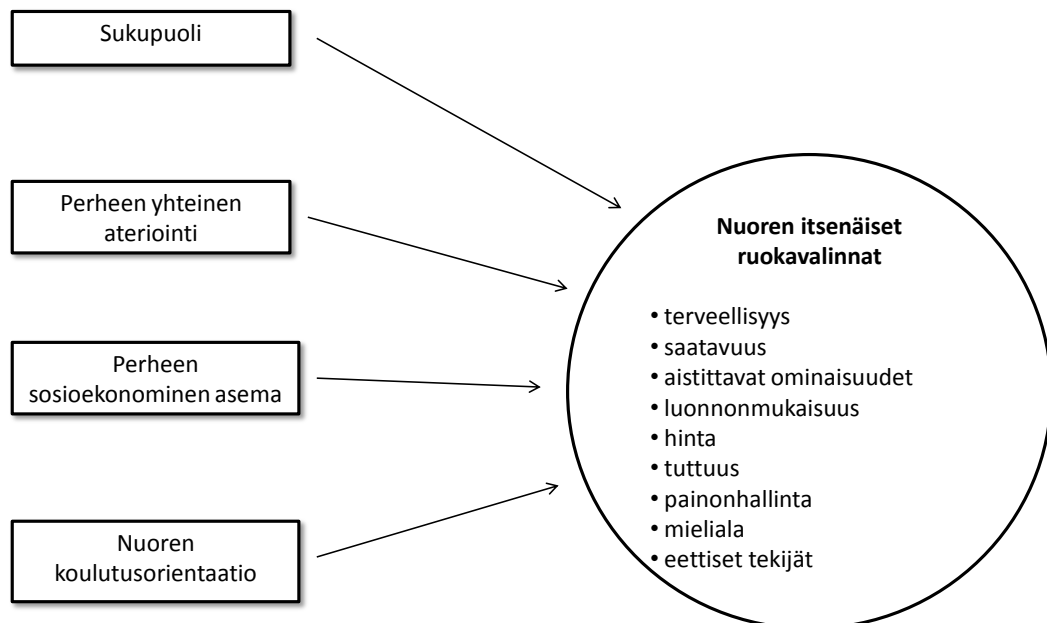 Sukupuoli
Perheen yhteinen
ateriointi
Perheen
sosioekonominen asema
Nuoren
koulutusorientaatio
Nuoren itsenäiset
ruokavalinnat
• terveellisyys
• saatavuus
• aistittavat ominaisuudet
• luonnonmukaisuus
• hinta
• tuttuus
• painonhallinta
• mieliala
• eettiset tekijät